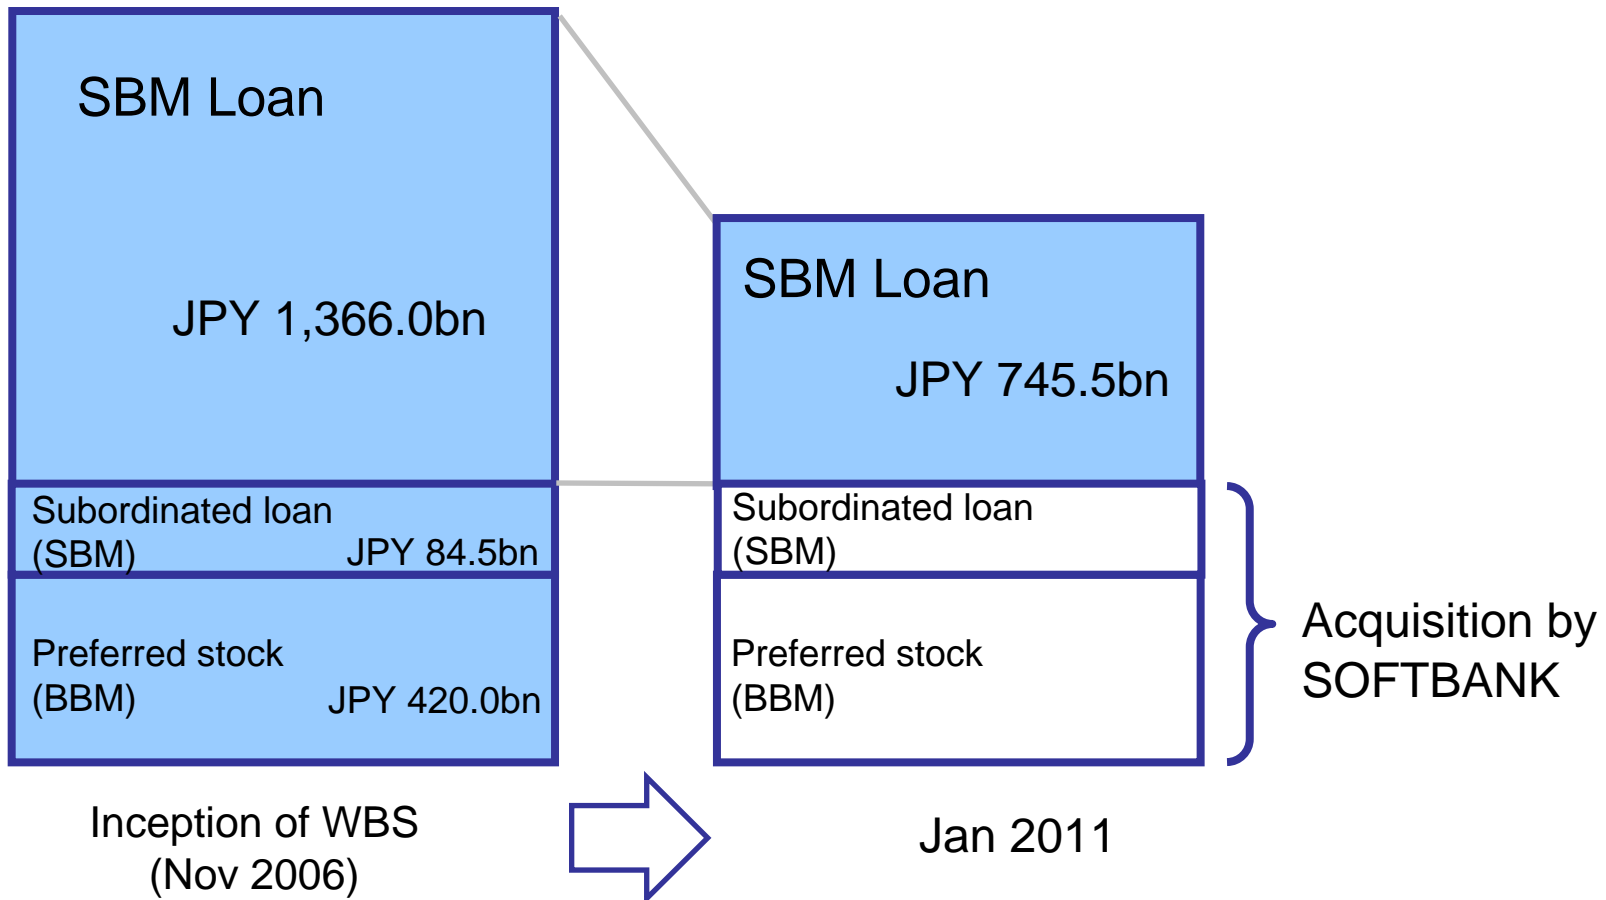 SBM Loan
JPY 1,366.0bn
Subordinated loan
(SBM) JPY 84.5bn
Preferred stock
(BBM) JPY 420.0bn
Inception of WBS
(Nov 2006)
SBM Loan
JPY 745.5bn
Subordinated loan
(SBM)
Preferred stock
(BBM)
Jan 2011
Acquisition by
SOFTBANK